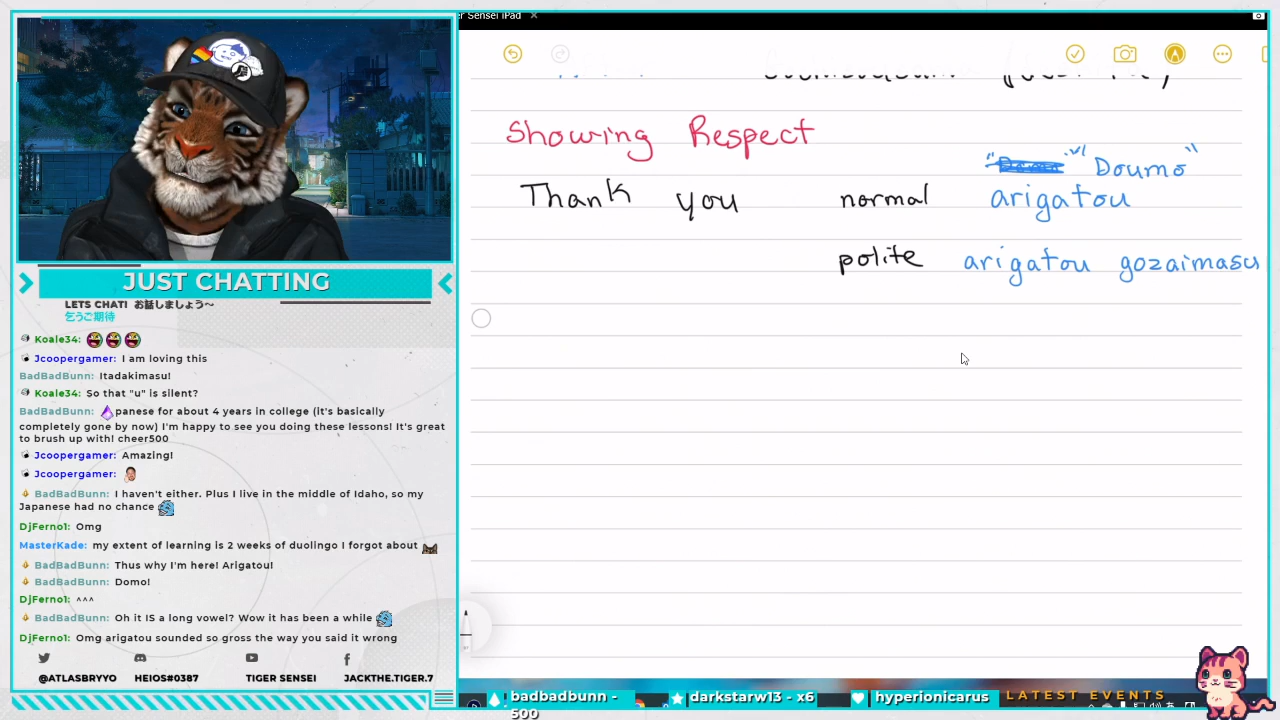 er Sensei iPad ×
Showing Respect
"Doumo"
Thank you normal arigatou
polite arigatou gozaimasu
JUST CHATTING
LETS CHAT! お話しましょう〜
乞うご期待
Koale34:
Jcoopergamer: I am loving this
BadBadBunn: Itadakimasu!
Koale34: So that "u" is silent?
BadBadBunn: panese for about 4 years in college (it's basically
completely gone by now) I'm happy to see you doing these lessons! It's great
to brush up with! cheer500
Jcoopergamer: Amazing!
Jcoopergamer:
BadBadBunn: I haven't either. Plus I live in the middle of Idaho, so my
Japanese had no chance
DjFerno1: Omg
MasterKade: my extent of learning is 2 weeks of duolingo I forgot about
BadBadBunn: Thus why I'm here! Arigatou!
BadBadBunn: Domo!
DjFerno1: ^^^
BadBadBunn: Oh it IS a long vowel? Wow it has been a while
DjFerno1: Omg arigatou sounded so gross the way you said it wrong
@ATLASBRYYO HEIOS#0387 TIGER SENSEI JACKTHE.TIGER.7
badbadbunn -
500
darkstarw13 - x6
hyperionicarus
LATEST EVENTS